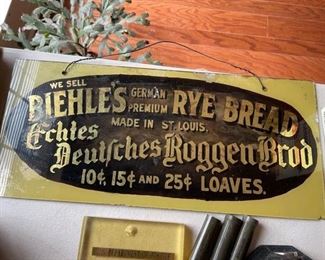 WE SELL
DIEHLE'S GERMAN PREMIUM RYE BREAD
MADE IN ST. LOUIS.
Echtes
Deutsches Roggen Brod
10¢, 15¢ AND 25¢ LOAVES.